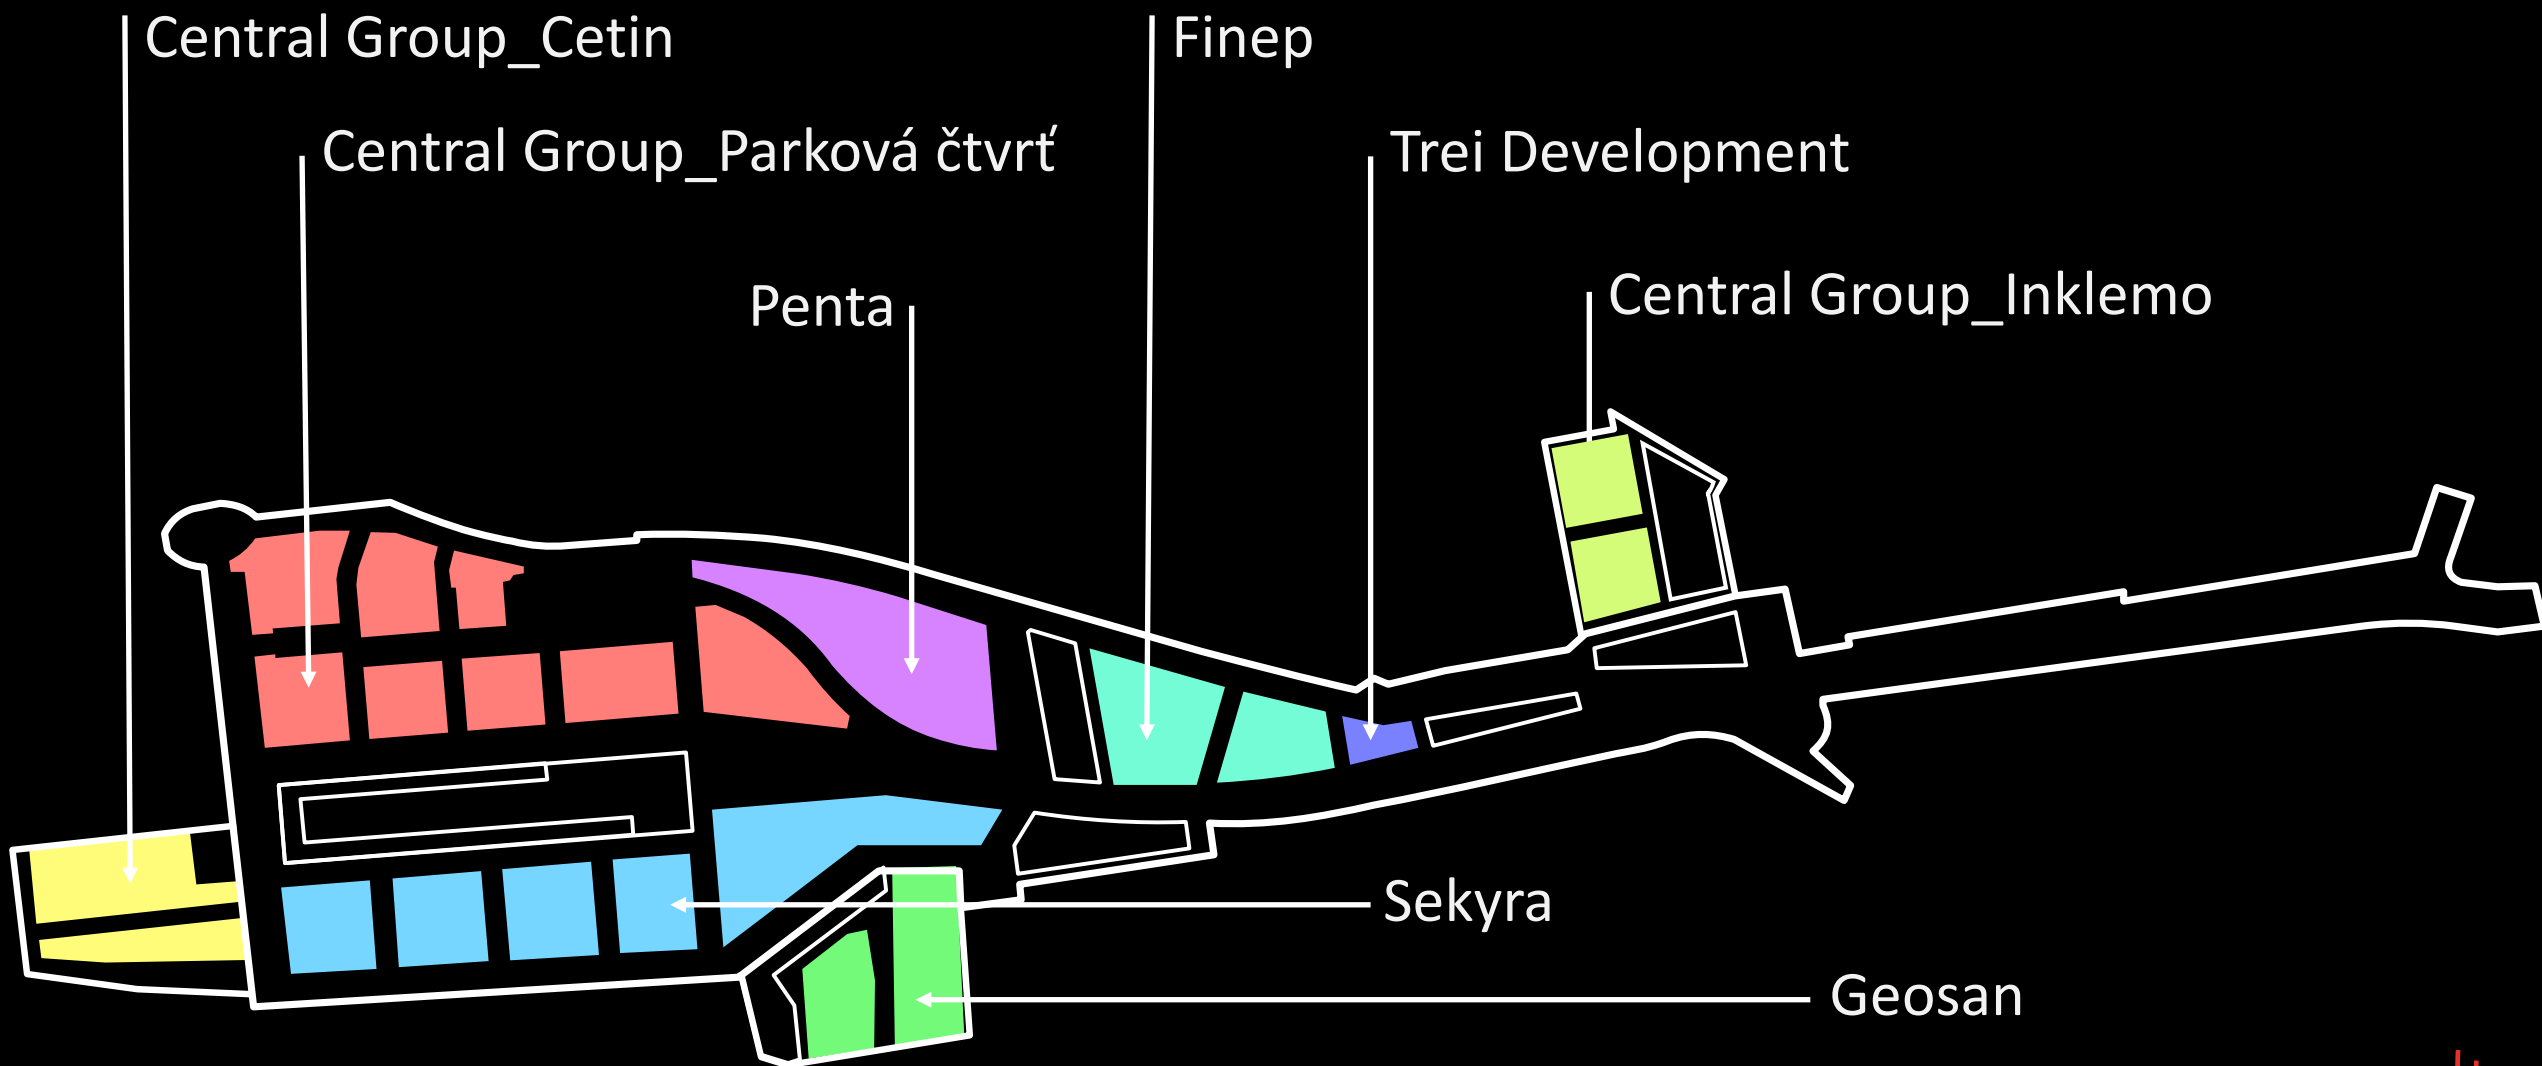 Central Group_Cetin
Finep
Central Group_Parková čtvrť
Trei Development
Penta
Central Group_Inklemo
Sekyra
Geosan